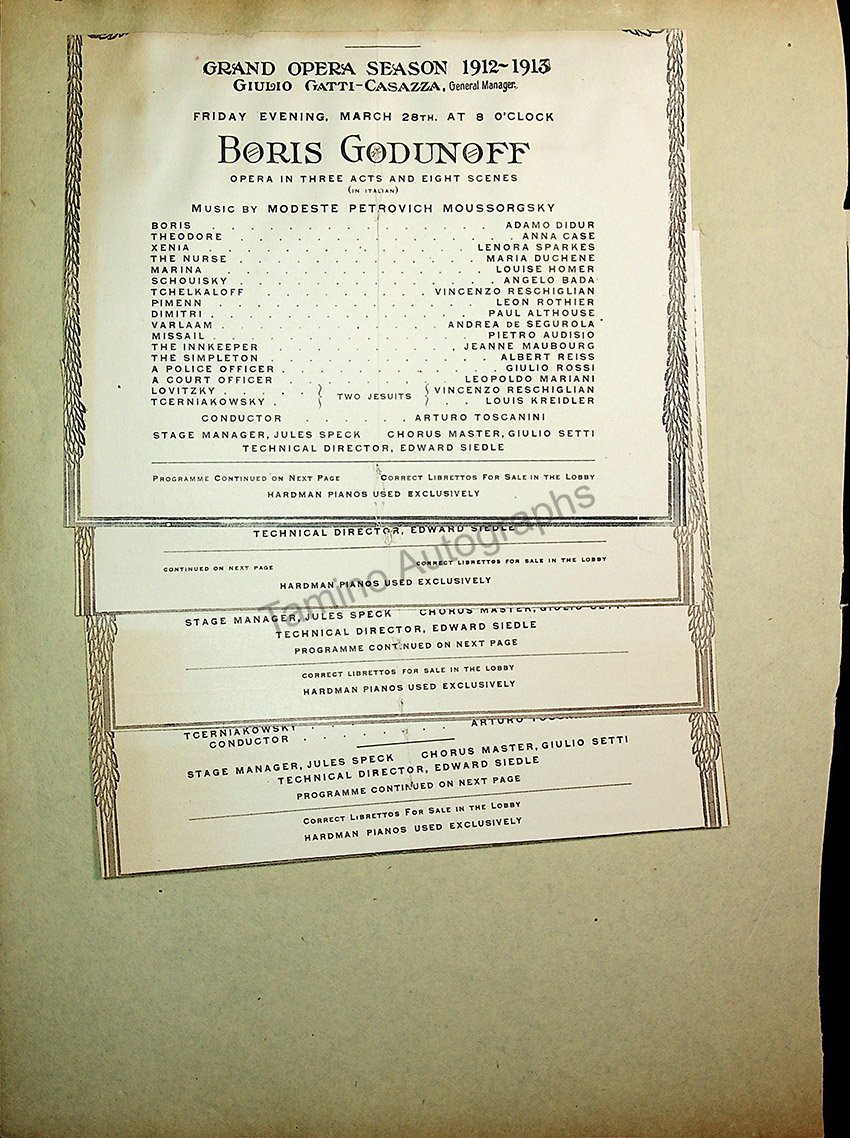 GRAND OPERA SEASON 1912~1913
GIULIO GATTI-CASAZZA, General Manager.
FRIDAY EVENING, MARCH 28TH, AT 8 O'CLOCK
BORIS GODUNOFF
OPERA IN THREE ACTS AND EIGHT SCENES
(IN ITALIAN)
MUSIC BY MODESTE PETROVICH MOUSSORGSKY
BORIS . . . . . . . . . . . . ADAMO DIDUR
THEODORE . . . . . . . . . . . . ANNA CASE
XENIA . . . . . . . . . . . . LENORA SPARKES
THE NURSE . . . . . . . . . . . . MARIA DUCHENE
MARINA . . . . . . . . . . . . LOUISE HOMER
SCHOUISKY . . . . . . . . . . . . ANGELO BADA
TCHELKALOFF . . . . . . . . . VINCENZO RESCHIGLIAN
PIMENN . . . . . . . . . . . . LEON ROTHIER
DIMITRI . . . . . . . . . . . . PAUL ALTHOUSE
VARLAAM . . . . . . . . . . ANDREA DE SEGUROLA
MISSAIL . . . . . . . . . . . . PIETRO AUDISIO
THE INNKEEPER . . . . . . . . . . JEANNE MAUBOURG
THE SIMPLETON . . . . . . . . . . ALBERT REISS
A POLICE OFFICER . . . . . . . . . . GIULIO ROSSI
A COURT OFFICER . . . . . . . . LEOPOLDO MARIANI
LOVITZKY . . . . . } TWO JESUITS { VINCENZO RESCHIGLIAN
TCERNIAKOWSKY . } { . . LOUIS KREIDLER
CONDUCTOR . . . . . . ARTURO TOSCANINI
STAGE MANAGER, JULES SPECK CHORUS MASTER, GIULIO SETTI
TECHNICAL DIRECTOR, EDWARD SIEDLE
PROGRAMME CONTINUED ON NEXT PAGE CORRECT LIBRETTOS FOR SALE IN THE LOBBY
HARDMAN PIANOS USED EXCLUSIVELY
TECHNICAL DIRECTOR, EDWARD SIEDLE
CONTINUED ON NEXT PAGE CORRECT LIBRETTOS FOR SALE IN THE LOBBY
HARDMAN PIANOS USED EXCLUSIVELY
Tamino Autographs
STAGE MANAGER, JULES SPECK CHORUS MASTER, GIULIO SETTI
TECHNICAL DIRECTOR, EDWARD SIEDLE
PROGRAMME CONTINUED ON NEXT PAGE
CORRECT LIBRETTOS FOR SALE IN THE LOBBY
HARDMAN PIANOS USED EXCLUSIVELY
TCERNIAKOWSKY . . . . . .
CONDUCTOR . . . . . . . ARTURO
STAGE MANAGER, JULES SPECK CHORUS MASTER, GIULIO SETTI
TECHNICAL DIRECTOR, EDWARD SIEDLE
PROGRAMME CONTINUED ON NEXT PAGE
CORRECT LIBRETTOS FOR SALE IN THE LOBBY
HARDMAN PIANOS USED EXCLUSIVELY